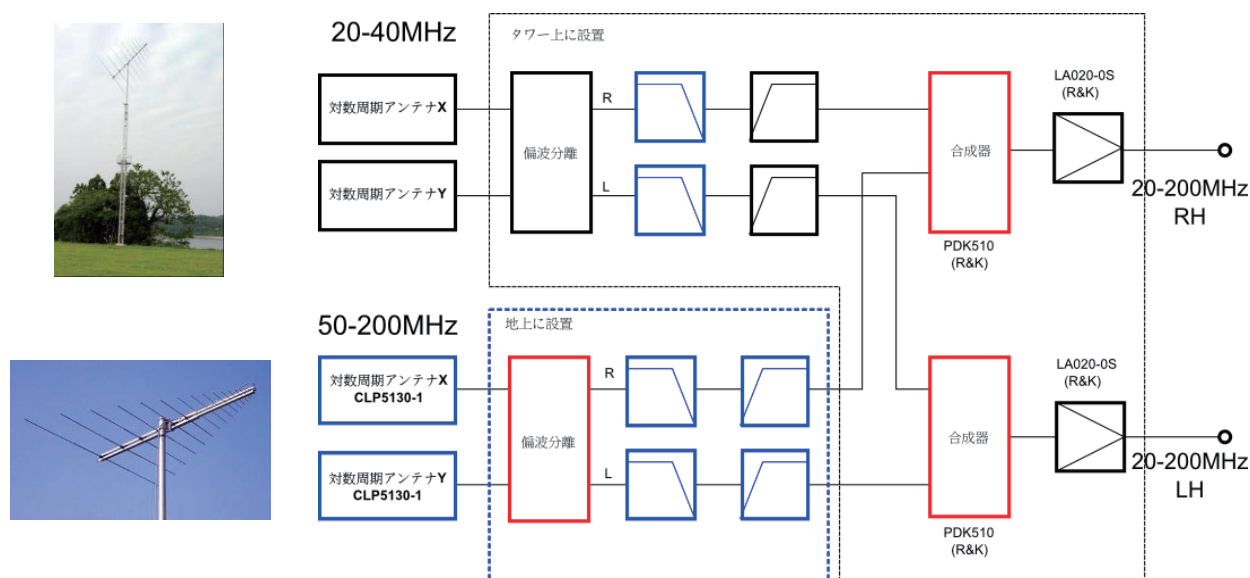 20-40MHz
タワー上に設置
対数周期アンテナX
対数周期アンテナY
偏波分離
R
L
合成器
PDK510
(R&K)
LA020-0S
(R&K)
20-200MHz
RH
50-200MHz
地上に設置
対数周期アンテナX
CLP5130-1
対数周期アンテナY
CLP5130-1
偏波分離
R
L
合成器
PDK510
(R&K)
LA020-0S
(R&K)
20-200MHz
LH